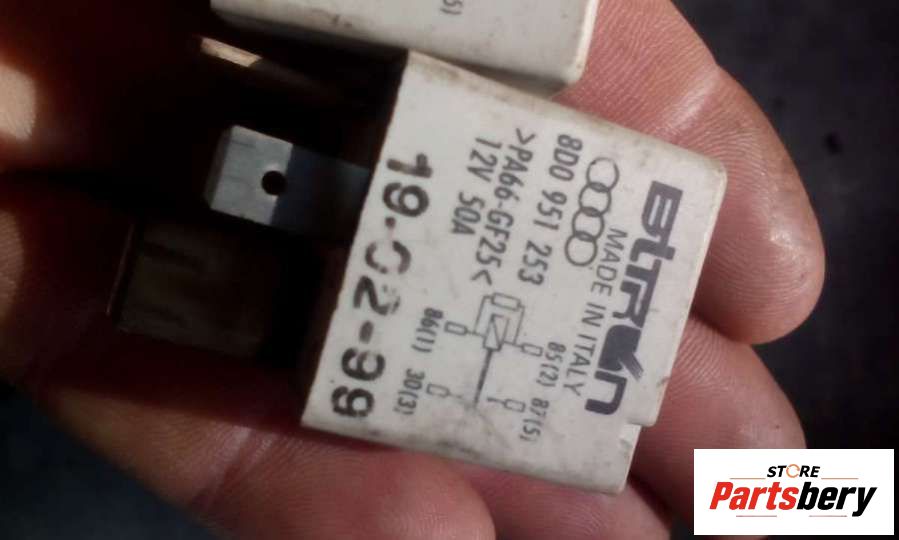 BITRON
MADE IN ITALY
8D0 951 253
>PA66-GF25<
12V 50A
86(1)
85(2)
30(3)
87(5)
19-02-99
5)
STORE
Partsbery